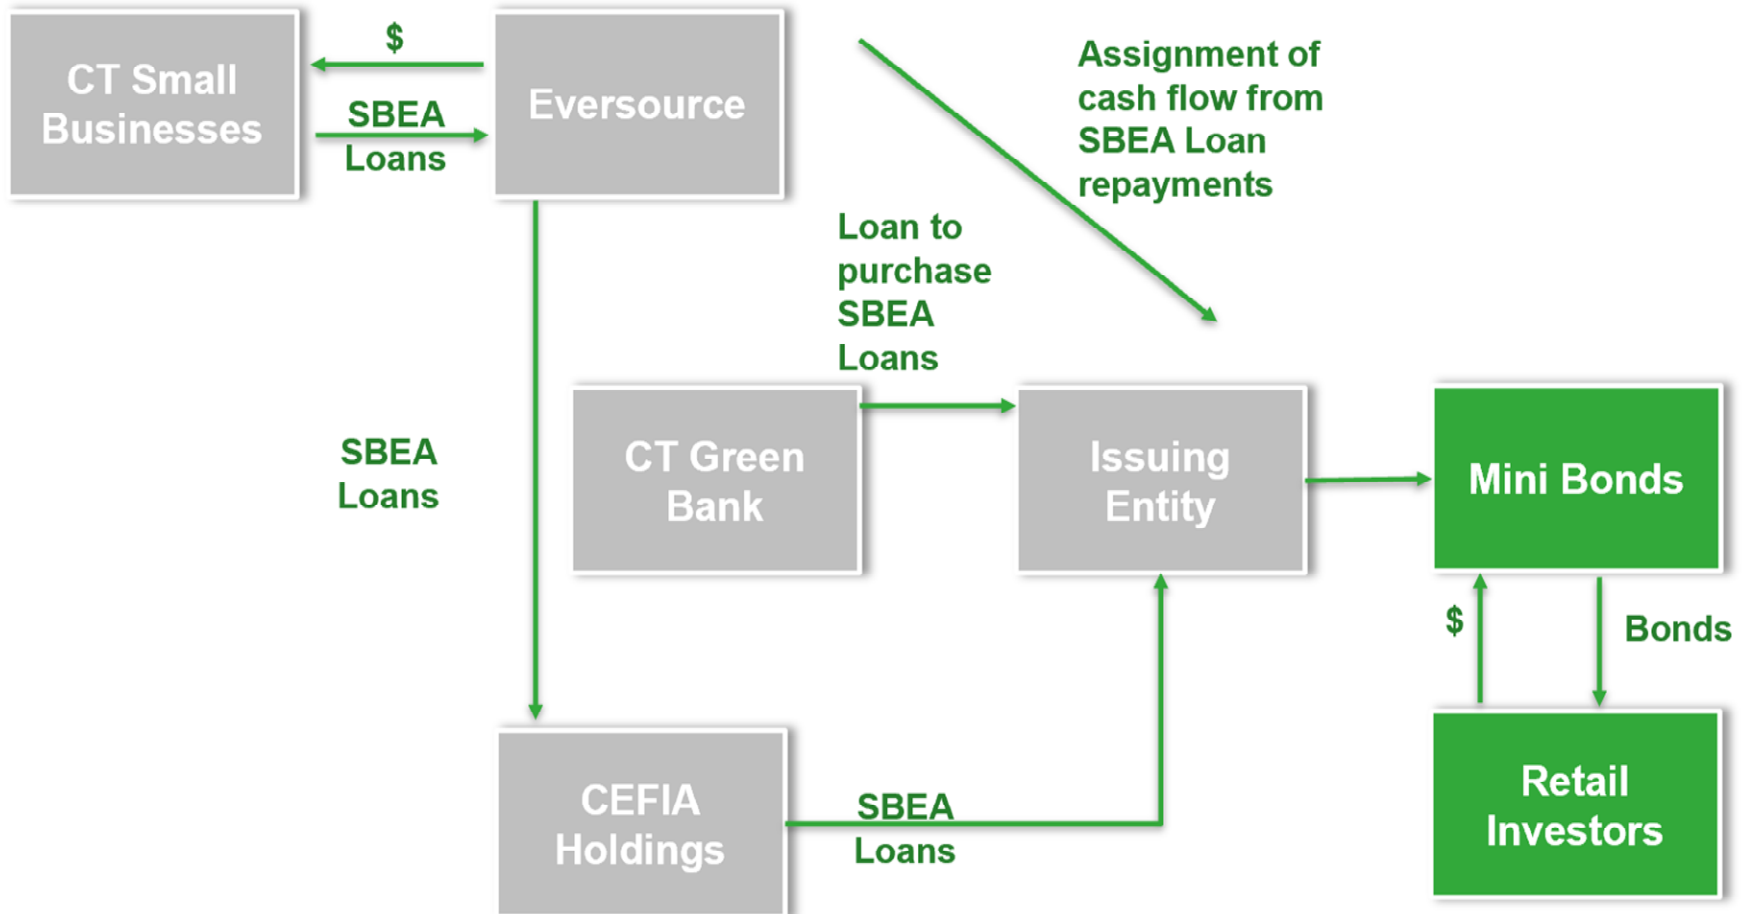 CT Small
Businesses
$
SBEA
Loans
Eversource
Assignment of
cash flow from
SBEA Loan
repayments
Loan to
purchase
SBEA
Loans
SBEA
Loans
CT Green
Bank
Issuing
Entity
Mini Bonds
$
Bonds
CEFIA
Holdings
SBEA
Loans
Retail
Investors